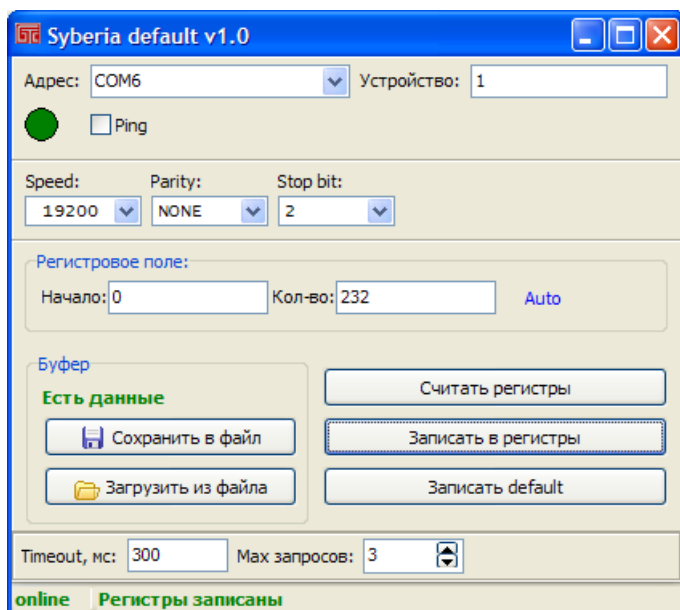 Syberia default v1.0
Адрес: COM6 Устройство: 1
Ping
Speed: Parity: Stop bit:
19200 NONE 2
Регистровое поле:
Начало: 0 Кол-во: 232 Auto
Буфер
Есть данные
Считать регистры
Сохранить в файл Записать в регистры
Загрузить из файла Записать default
Timeout, мс: 300 Max запросов: 3
online Регистры записаны